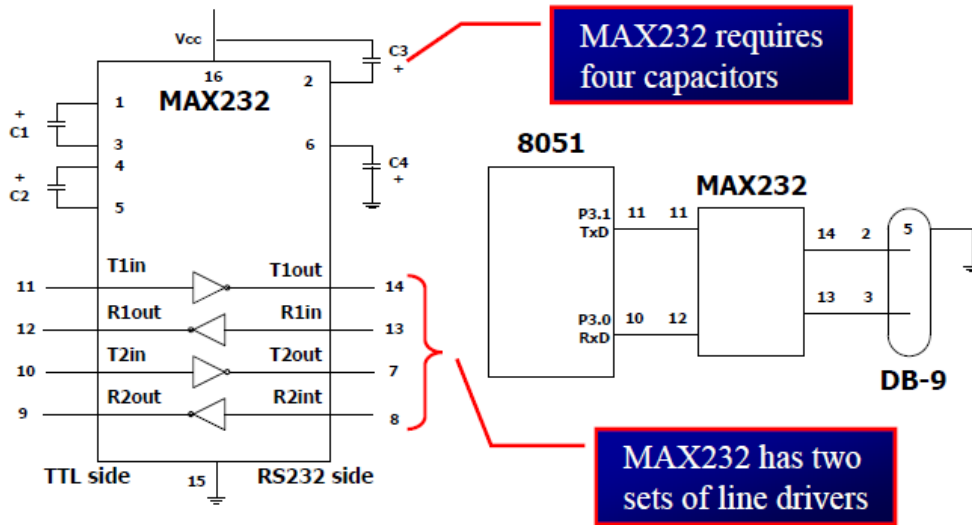 Vcc
C3
+
MAX232 requires
four capacitors
16
2
MAX232
1
+
C1
3
6
4
+
C2
5
C4
+
8051
MAX232
P3.1
TxD
11
11
14
2
5
P3.0
RxD
10
12
13
3
DB-9
T1in
T1out
11
14
R1out
R1in
12
13
T2in
T2out
10
7
R2out
R2int
9
8
TTL side
15
RS232 side
MAX232 has two
sets of line drivers